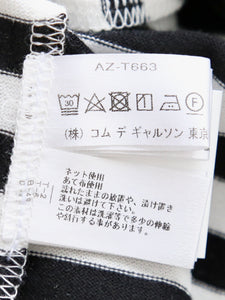 AZ-T663
30
F
(株) コム デ ギャルソン 東京
ネット使用
あて布使用
濡れたままの放置や、漬け置き
洗いは避けて下さい。
また製品は洗濯等で多少の伸縮
や斜行する事が有ります。